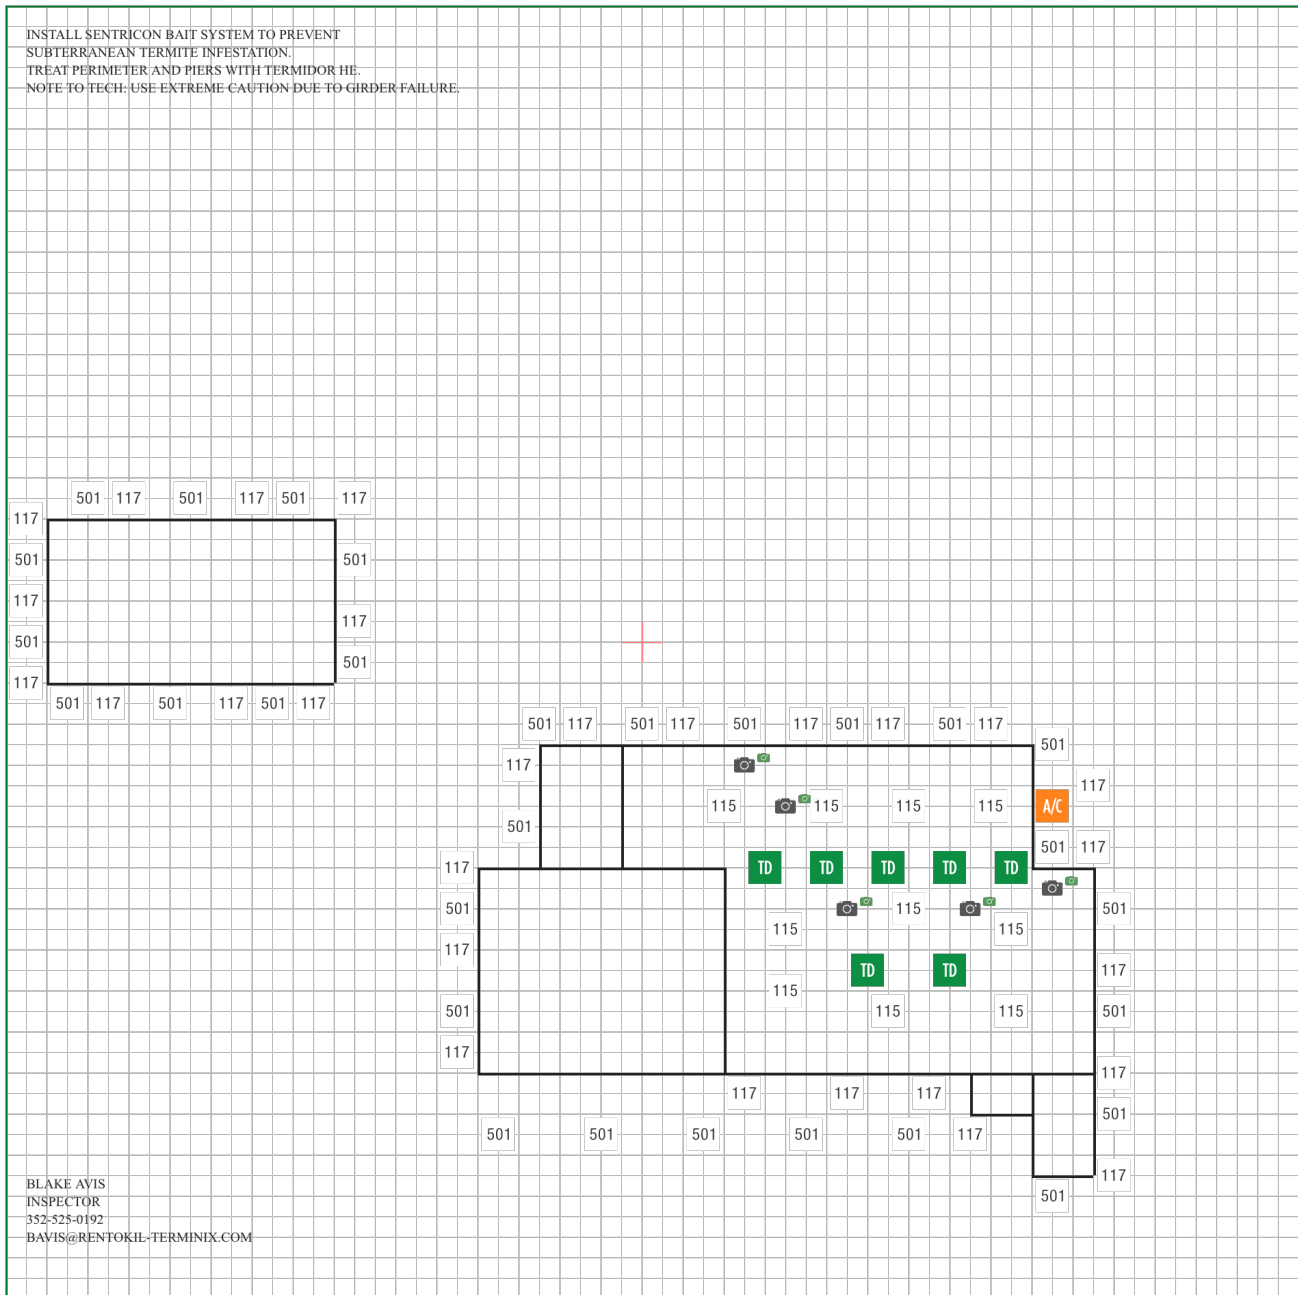 INSTALL SENTRICON BAIT SYSTEM TO PREVENT
SUBTERRANEAN TERMITE INFESTATION.
TREAT PERIMETER AND PIERS WITH TERMIDOR HE.
NOTE TO TECH: USE EXTREME CAUTION DUE TO GIRDER FAILURE.
501 117 501 117 501 117
117
501 501
117
117
501
501
117
501 117 501 117 501 117
501 117 501 117 501 117 501 117 501 117
501
117
117
115 115 115 115 A/C
501
501 117
117 TD TD TD TD TD
501 115 501
115 115
117
TD TD 117
115
501 115 115 501
117
117
117 117 117
501
501 501 501 501 501 117
117
501
BLAKE AVIS
INSPECTOR
352-525-0192
BAVIS@RENTOKIL-TERMINIX.COM